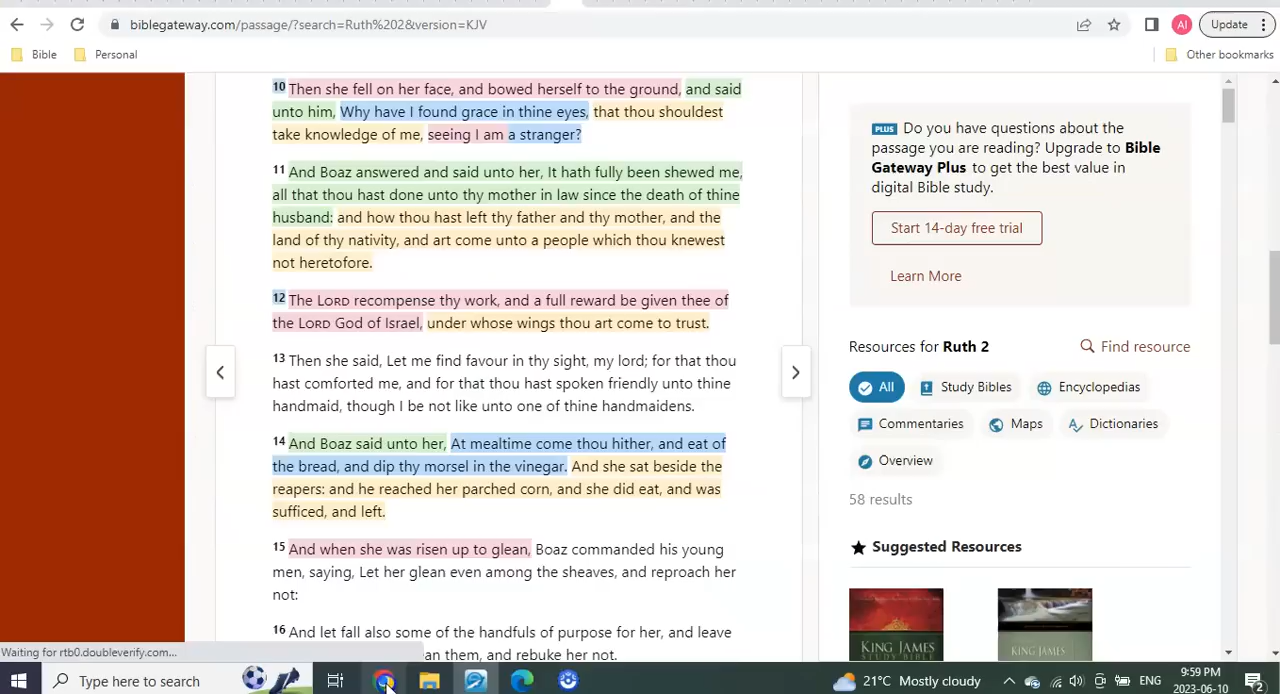 biblegateway.com/passage/?search=Ruth%202&version=KJV
AI
Update
Bible
Personal
Other bookmarks
10 Then she fell on her face, and bowed herself to the ground, and said
unto him, Why have I found grace in thine eyes, that thou shouldest
take knowledge of me, seeing I am a stranger?
11 And Boaz answered and said unto her, It hath fully been shewed me,
all that thou hast done unto thy mother in law since the death of thine
husband: and how thou hast left thy father and thy mother, and the
land of thy nativity, and art come unto a people which thou knewest
not heretofore.
12 The LORD recompense thy work, and a full reward be given thee of
the LORD God of Israel, under whose wings thou art come to trust.
13 Then she said, Let me find favour in thy sight, my lord; for that thou
hast comforted me, and for that thou hast spoken friendly unto thine
handmaid, though I be not like unto one of thine handmaidens.
14 And Boaz said unto her, At mealtime come thou hither, and eat of
the bread, and dip thy morsel in the vinegar. And she sat beside the
reapers: and he reached her parched corn, and she did eat, and was
sufficed, and left.
15 And when she was risen up to glean, Boaz commanded his young
men, saying, Let her glean even among the sheaves, and reproach her
not:
16 And let fall also some of the handfuls of purpose for her, and leave
ean them, and rebuke her not.
PLUS Do you have questions about the
passage you are reading? Upgrade to Bible
Gateway Plus to get the best value in
digital Bible study.
Start 14-day free trial
Learn More
Resources for Ruth 2
Find resource
All
Study Bibles
Encyclopedias
Commentaries
Maps
Dictionaries
Overview
58 results
Suggested Resources
KING JAMES
STUDY BIBLE
KING JAMES
Waiting for rtb0.doubleverify.com...
Type here to search
21°C Mostly cloudy
ENG
9:59 PM
2023-06-10
2